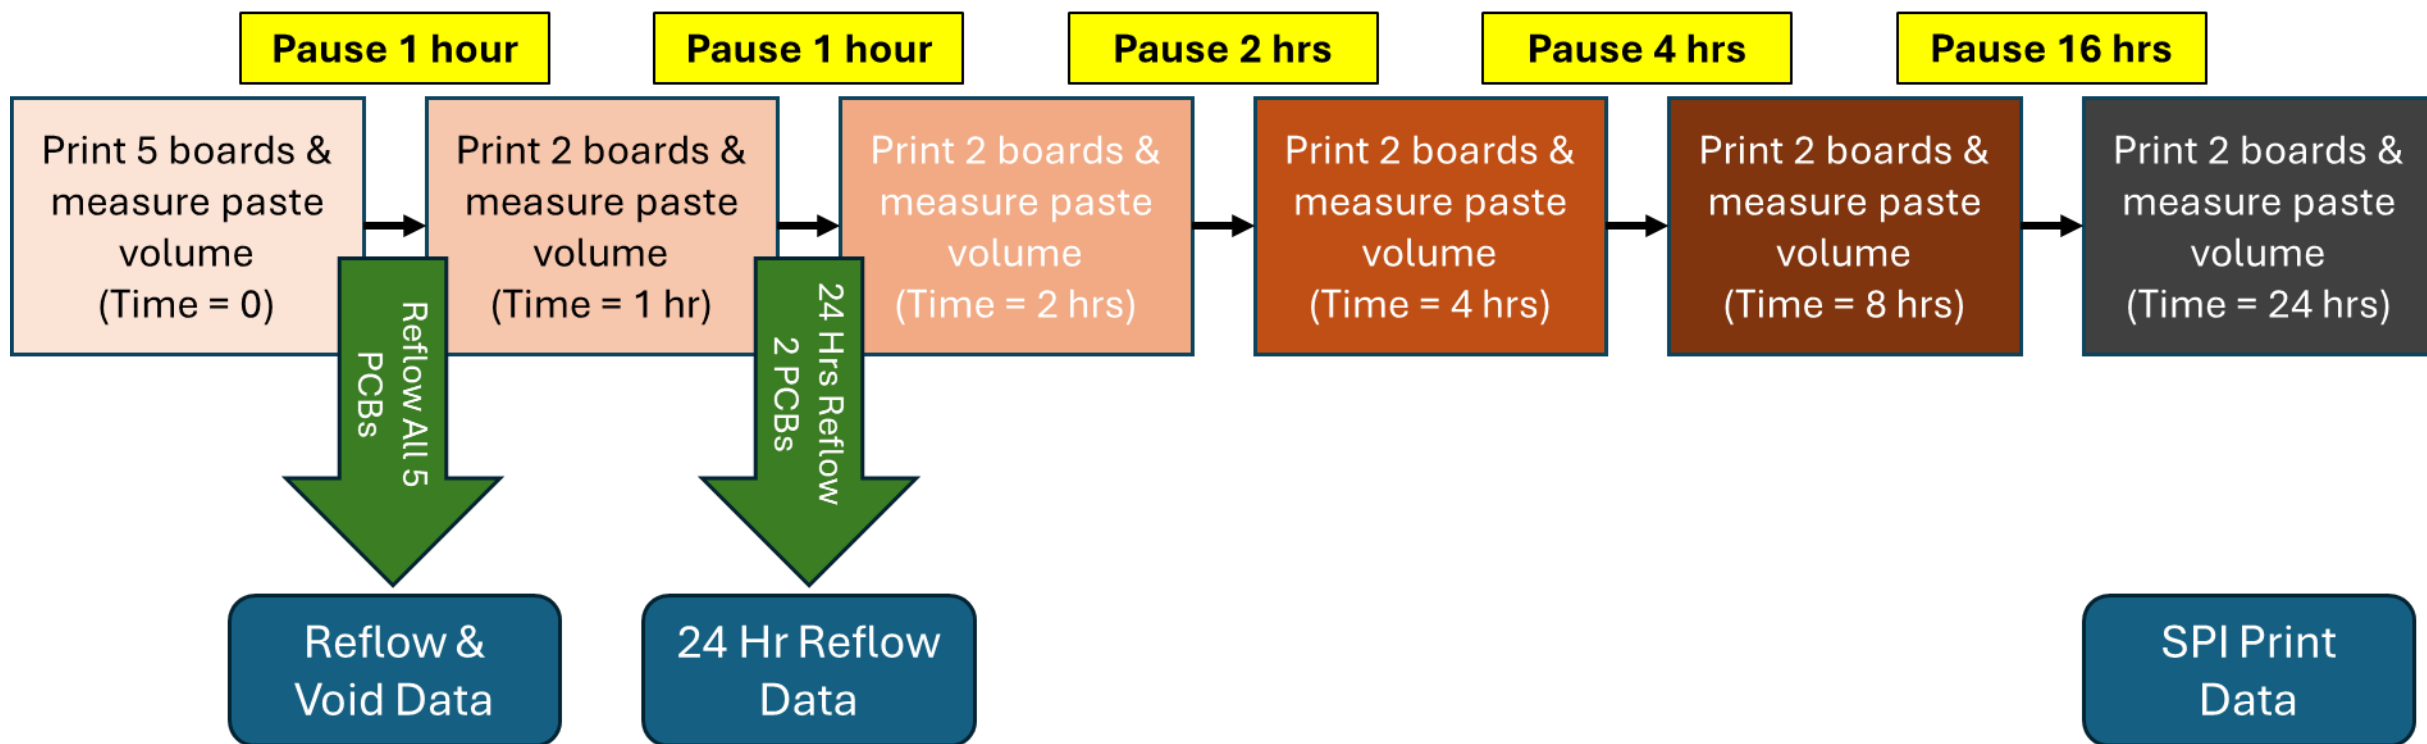 Pause 1 hour
Pause 1 hour
Pause 2 hrs
Pause 4 hrs
Pause 16 hrs
Print 5 boards &
measure paste
volume
(Time = 0)
Print 2 boards &
measure paste
volume
(Time = 1 hr)
Print 2 boards &
measure paste
volume
(Time = 2 hrs)
Print 2 boards &
measure paste
volume
(Time = 4 hrs)
Print 2 boards &
measure paste
volume
(Time = 8 hrs)
Print 2 boards &
measure paste
volume
(Time = 24 hrs)
Reflow All 5
PCBs
24 Hrs Reflow
2 PCBs
Reflow &
Void Data
24 Hr Reflow
Data
SPI Print
Data